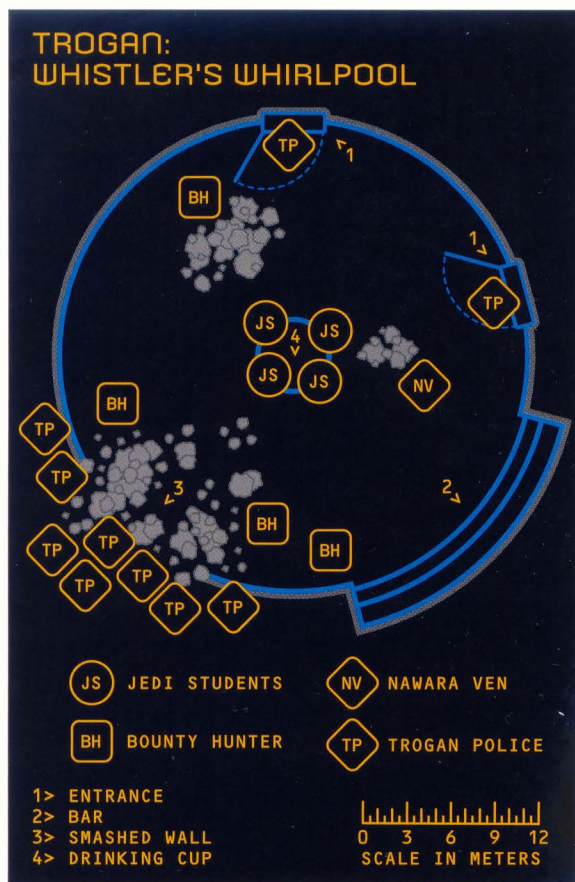 TROGAN:
WHISTLER'S WHIRLPOOL
TP
<1
BH
1
>
TP
JS
JS
4
>
JS
JS
NV
BH
TP
TP
3
<
2
>
BH
BH
TP
TP
TP
TP
TP
TP
JS JEDI STUDENTS
NV NAWARA VEN
BH BOUNTY HUNTER
TP TROGAN POLICE
1> ENTRANCE
2> BAR
3> SMASHED WALL
4> DRINKING CUP
0 3 6 9 12
SCALE IN METERS